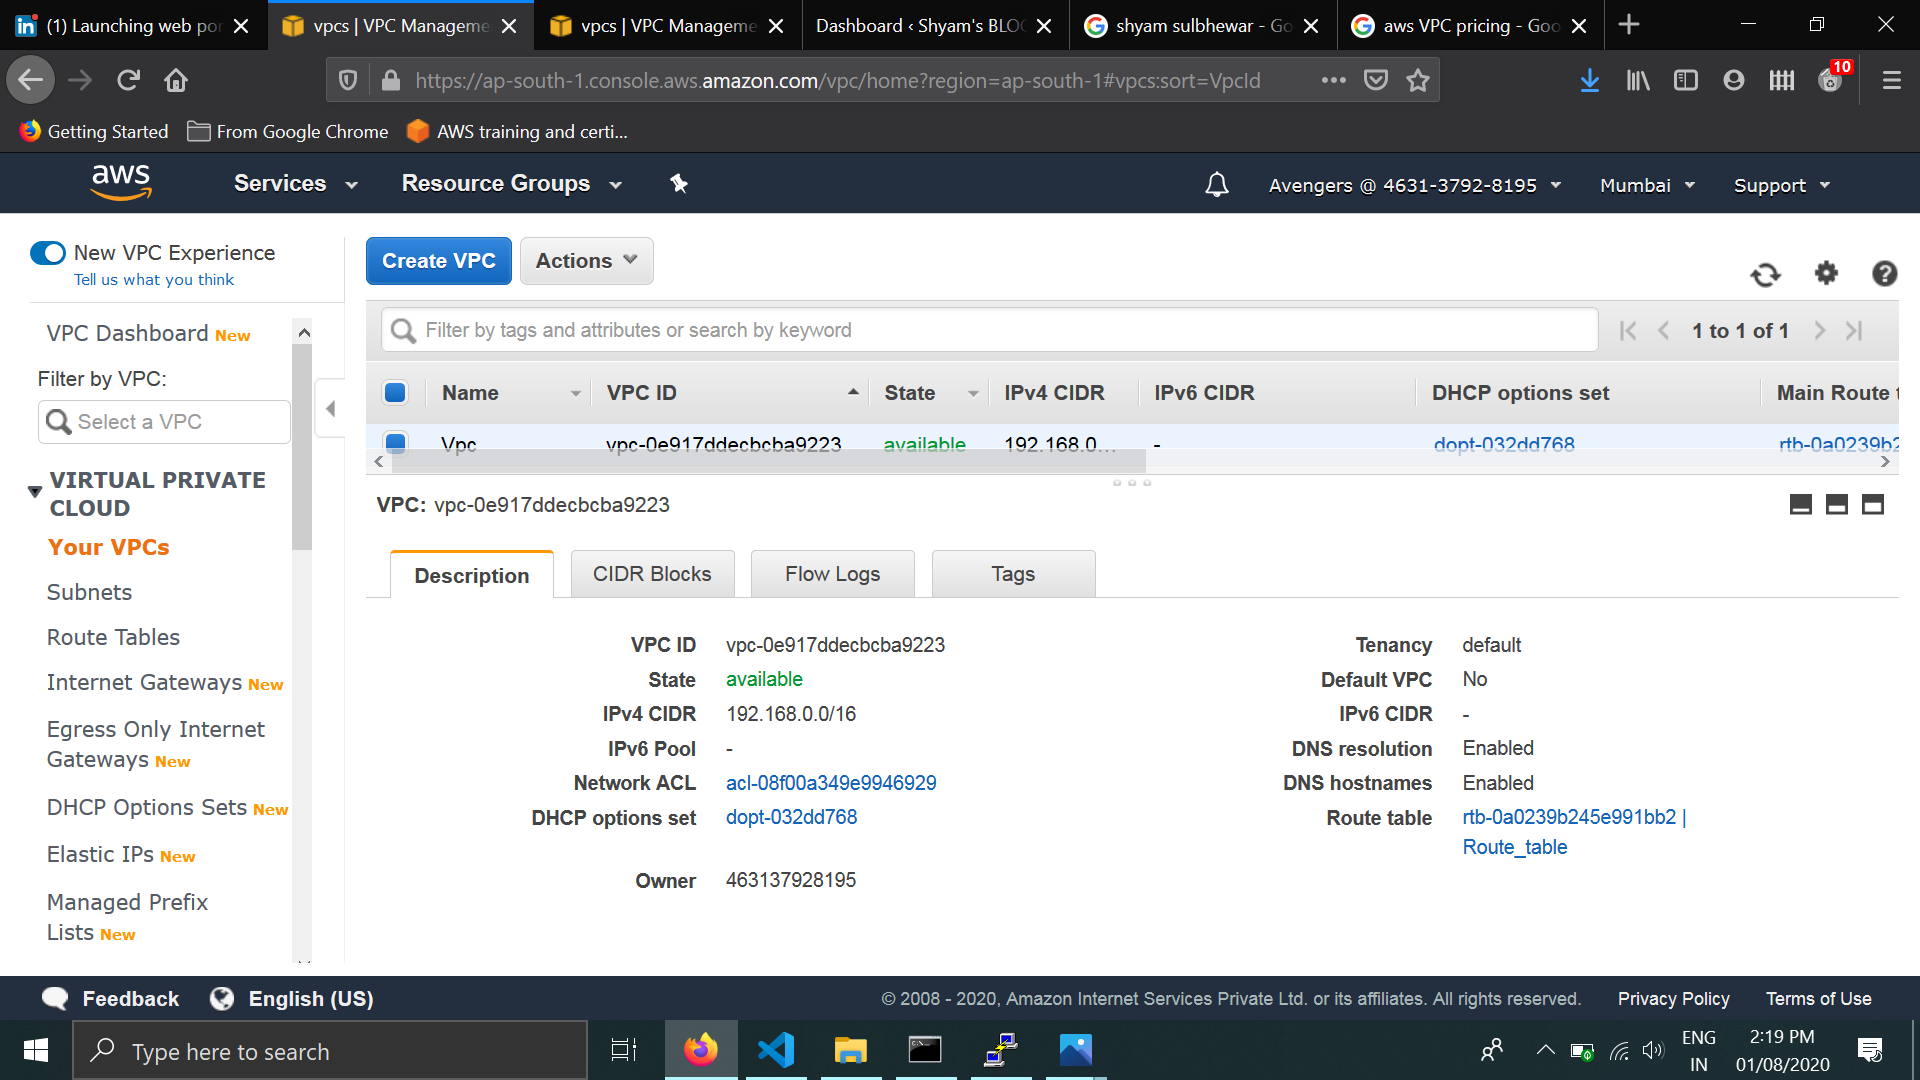 (1) Launching web por
vpcs | VPC Manageme
vpcs | VPC Manageme
Dashboard ‹ Shyam's BLOG
shyam sulbhewar - Go
aws VPC pricing - Goo
https://ap-south-1.console.aws.amazon.com/vpc/home?region=ap-south-1#vpcs:sort=VpcId
10
Getting Started
From Google Chrome
AWS training and certi...
aws
Services
Resource Groups
Avengers @ 4631-3792-8195
Mumbai
Support
New VPC Experience
Tell us what you think
Create VPC
Actions
VPC Dashboard New
Filter by VPC:
Select a VPC
VIRTUAL PRIVATE
CLOUD
Your VPCs
Subnets
Route Tables
Internet Gateways New
Egress Only Internet
Gateways New
DHCP Options Sets New
Elastic IPs New
Managed Prefix
Lists New
Filter by tags and attributes or search by keyword
1 to 1 of 1
Name VPC ID State IPv4 CIDR IPv6 CIDR DHCP options set Main Route t
Vpc vpc-0e917ddecbcba9223 available 192.168.0... - dopt-032dd768 rtb-0a0239b2
VPC: vpc-0e917ddecbcba9223
Description CIDR Blocks Flow Logs Tags
VPC ID vpc-0e917ddecbcba9223
State available
IPv4 CIDR 192.168.0.0/16
IPv6 Pool -
Network ACL acl-08f00a349e9946929
DHCP options set dopt-032dd768
Owner 463137928195
Tenancy default
Default VPC No
IPv6 CIDR -
DNS resolution Enabled
DNS hostnames Enabled
Route table rtb-0a0239b245e991bb2 |
Route_table
Feedback
English (US)
© 2008 - 2020, Amazon Internet Services Private Ltd. or its affiliates. All rights reserved.
Privacy Policy
Terms of Use
Type here to search
ENG
IN
2:19 PM
01/08/2020